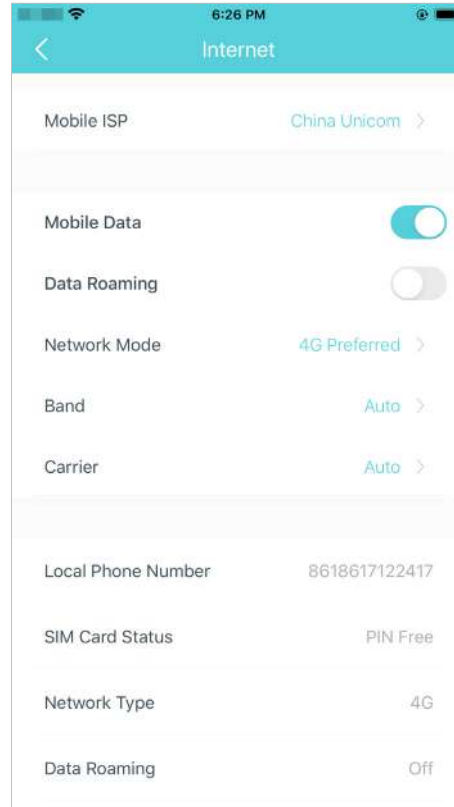 6:26 PM
Internet
Mobile ISP China Unicom
Mobile Data
Data Roaming
Network Mode 4G Preferred
Band Auto
Carrier Auto
Local Phone Number 8618617122417
SIM Card Status PIN Free
Network Type 4G
Data Roaming Off